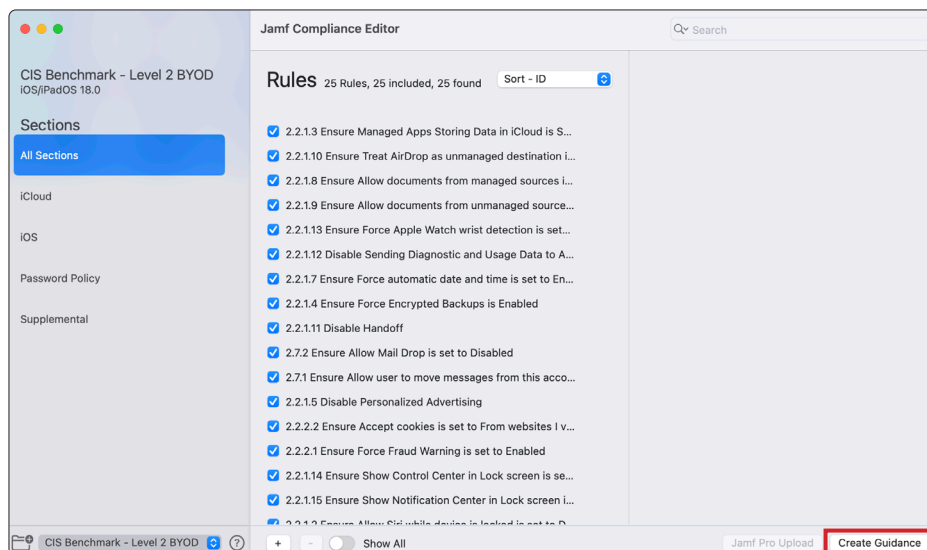 Jamf Compliance Editor
Search
CIS Benchmark - Level 2 BYOD
iOS/iPadOS 18.0
Sections
All Sections
iCloud
iOS
Password Policy
Supplemental
Rules 25 Rules, 25 included, 25 found
Sort - ID
2.2.1.3 Ensure Managed Apps Storing Data in iCloud is S...
2.2.1.10 Ensure Treat AirDrop as unmanaged destination i...
2.2.1.8 Ensure Allow documents from managed sources i...
2.2.1.9 Ensure Allow documents from unmanaged source...
2.2.1.13 Ensure Force Apple Watch wrist detection is set...
2.2.1.12 Disable Sending Diagnostic and Usage Data to A...
2.2.1.7 Ensure Force automatic date and time is set to En...
2.2.1.4 Ensure Force Encrypted Backups is Enabled
2.2.1.11 Disable Handoff
2.7.2 Ensure Allow Mail Drop is set to Disabled
2.7.1 Ensure Allow user to move messages from this acco...
2.2.1.5 Disable Personalized Advertising
2.2.2.2 Ensure Accept cookies is set to From websites I v...
2.2.2.1 Ensure Force Fraud Warning is set to Enabled
2.2.1.14 Ensure Show Control Center in Lock screen is se...
2.2.1.15 Ensure Show Notification Center in Lock screen i...
Ensure Allow Siri while device is locked is set to D...
CIS Benchmark - Level 2 BYOD
?
+ - Show All
Jamf Pro Upload
Create Guidance